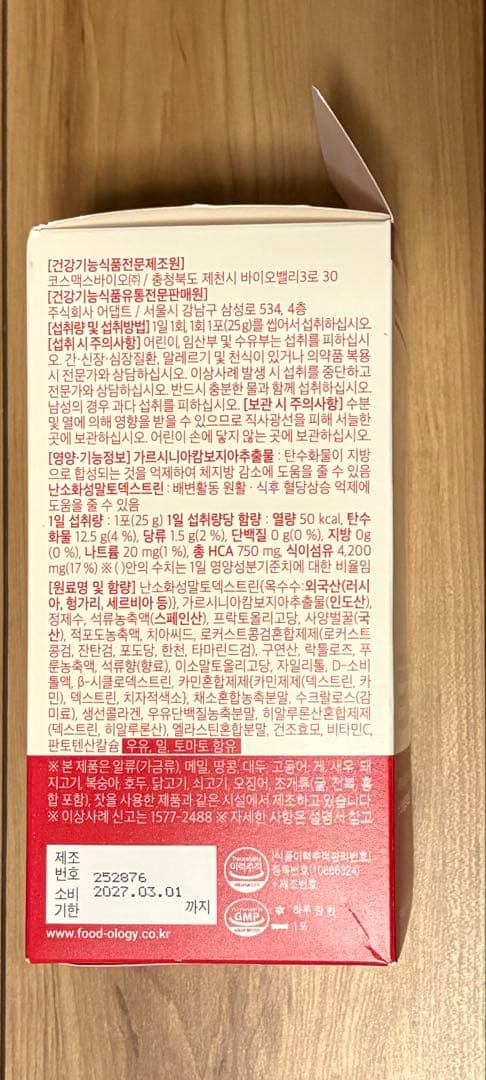 [건강기능식품전문제조원]
코스맥스바이오㈜ / 충청북도 제천시 바이오밸리3로 30
[건강기능식품유통전문판매원]
주식회사 어댑트 / 서울시 강남구 삼성로 534, 4층
[섭취량 및 섭취방법] 1일 1회, 1회 1포(25g)를 씹어서 섭취하십시오.
[섭취 시 주의사항] 어린이, 임산부 및 수유부는 섭취를 피하십시
오. 간·신장·심장질환, 알레르기 및 천식이 있거나 의약품 복용
시 전문가와 상담하십시오. 이상사례 발생 시 섭취를 중단하고
전문가와 상담하십시오. 반드시 충분한 물과 함께 섭취하십시오.
남성의 경우 과다 섭취를 피하십시오. [보관 시 주의사항] 수분
및 열에 의해 영향을 받을 수 있으므로 직사광선을 피해 서늘한
곳에 보관하십시오. 어린이 손에 닿지 않는 곳에 보관하십시오.
[영양·기능정보] 가르시니아캄보지아추출물 : 탄수화물이 지방
으로 합성되는 것을 억제하여 체지방 감소에 도움을 줄 수 있음
난소화성말토덱스트린 : 배변활동 원활 · 식후 혈당상승 억제에
도움을 줄 수 있음
1일 섭취량 : 1포(25 g) 1일 섭취량당 함량 : 열량 50 kcal, 탄수
화물 12.5 g(4 %), 당류 1.5 g(2 %), 단백질 0 g(0 %), 지방 0g
(0 %), 나트륨 20 mg(1%), 총 HCA 750 mg, 식이섬유 4,200
mg(17 %) ※ ( )안의 수치는 1일 영양성분기준치에 대한 비율임
[원료명 및 함량] 난소화성말토덱스트린{옥수수:외국산(러시
아, 헝가리, 세르비아 등)}, 가르시니아캄보지아추출물(인도산),
정제수, 석류농축액(스페인산), 프락토올리고당, 사양벌꿀(국
산), 적포도농축액, 치아씨드, 로커스트콩검혼합제제(로커스트
콩검, 잔탄검, 포도당, 한천, 타마린드검), 구연산, 락툴로즈, 푸
룬농축액, 석류향(향료), 이소말토올리고당, 자일리톨, D-소비
톨액, β-시클로덱스트린, 카민혼합제제(카민제제(덱스트린, 카
민), 덱스트린, 치자적색소), 채소혼합농축분말, 수크랄로스(감
미료), 생선콜라겐, 우유단백질농축분말, 히알루론산혼합제제
(덱스트린, 히알루론산), 엘라스틴혼합분말, 건조효모, 비타민C,
판토텐산칼슘 우유, 밀, 토마토 함유
※ 본 제품은 알류(가금류), 메밀, 땅콩, 대두, 고등어, 게, 새우, 돼
지고기, 복숭아, 호두, 닭고기, 쇠고기, 오징어, 조개류(굴, 전복, 홍
합 포함), 잣을 사용한 제품과 같은 시설에서 제조하고 있습니다.
※ 이상사례 신고는 1577-2488 ※ 자세한 사항은 설명서 참고
제조
번호 252876
소비 2027.03.01
기한 까지
이력추적
[식품이력추적관리번호]
등록번호(10866324)
+제조번호
GMP
하루 한 번
1포
www.food-ology.co.kr